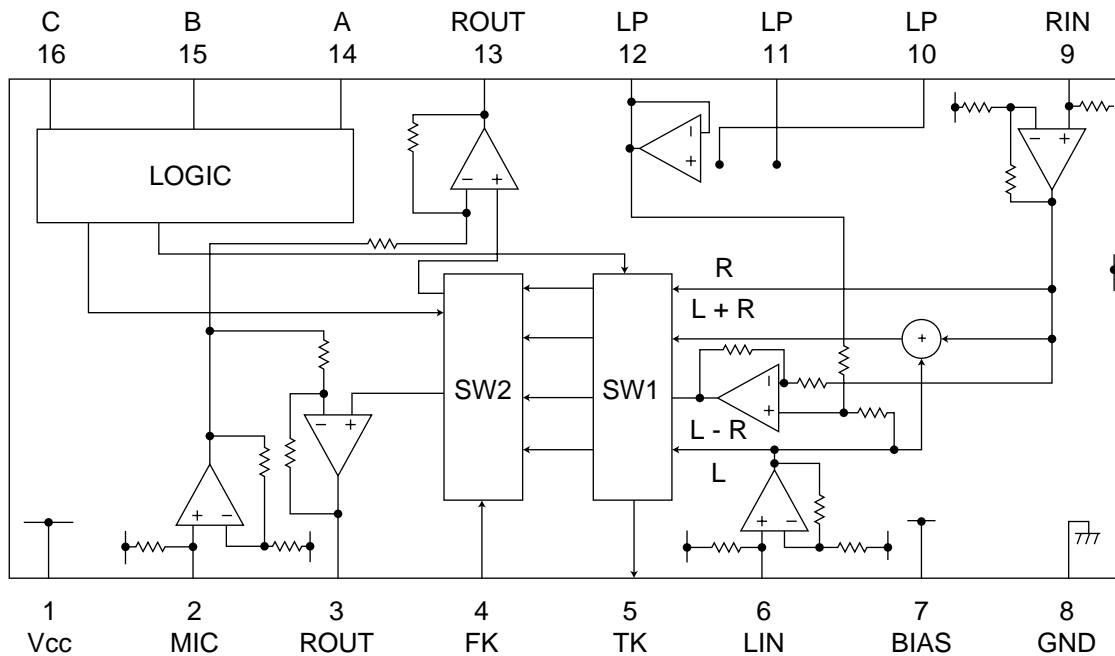 C B A ROUT LP LP LP RIN
16 15 14 13 12 11 10 9
LOGIC
- +
-
+
- +
R
L + R
+
SW2
SW1
-
+
L - R
- +
L
+ -
+ -
1 2 3 4 5 6 7 8
Vcc MIC ROUT FK TK LIN BIAS GND